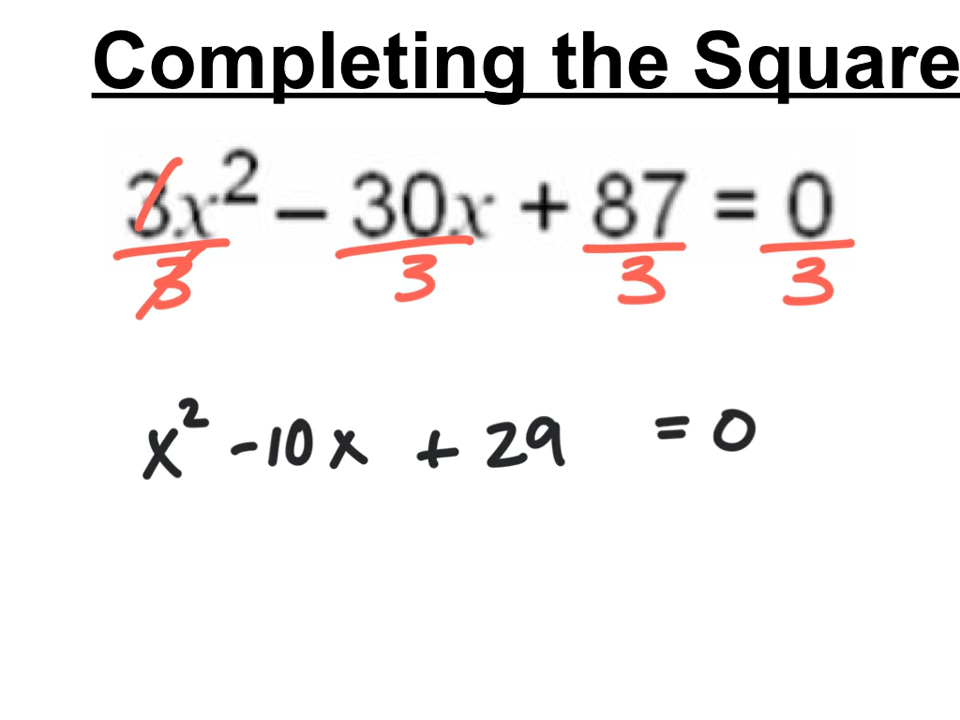 Completing the Square
3x² – 30x + 87 = 0
3 3 3 3
x² -10x + 29 = 0